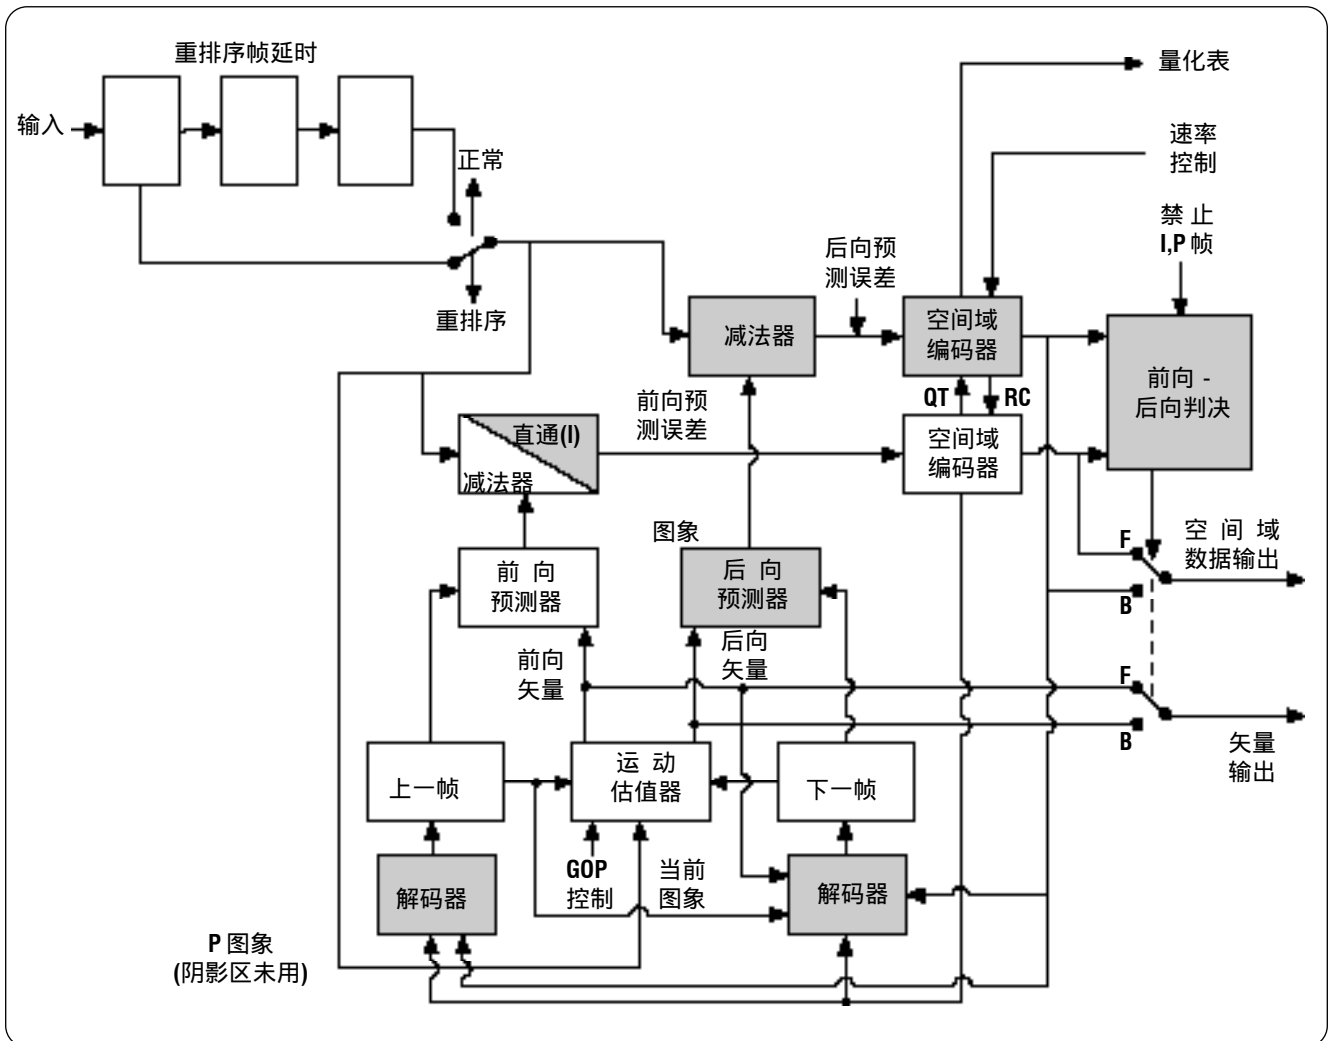 重排序帧延时
量化表
输入
速率
控制
正常
禁 止
I,P 帧
后向预
测误差
重排序
减法器
空间域
编码器
前向 -
后向判决
QT
RC
前向预
测误差
直通(I)
减法器
空间域
编码器
图象
F
空 间 域
数据输出
前 向
预测器
后 向
预测器
B
前向
矢量
后向
矢量
F
B
矢量
输出
上一帧
运 动
估值器
下一帧
GOP
控制
当前
图象
解码器
解码器
P 图象
(阴影区未用)